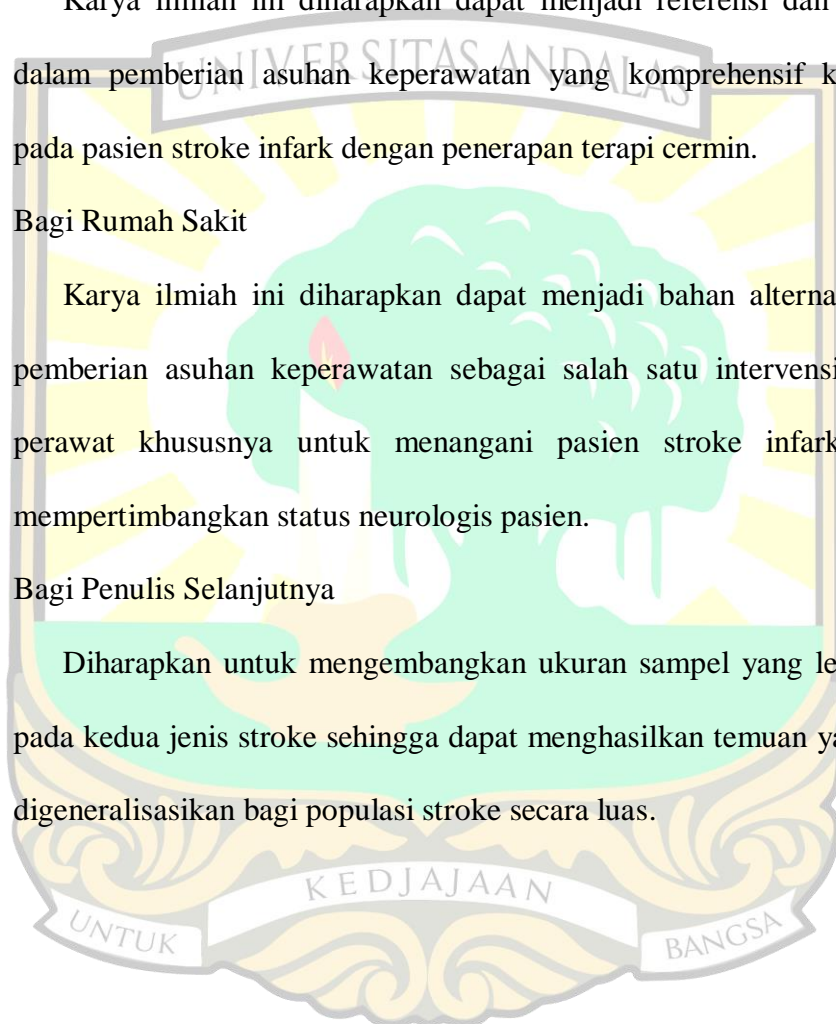 Karya ilmiah ini diharapkan dapat menjadi referensi dan
UNIVERSITAS ANDALAS
dalam pemberian asuhan keperawatan yang komprehensif k
pada pasien stroke infark dengan penerapan terapi cermin.
Bagi Rumah Sakit
Karya ilmiah ini diharapkan dapat menjadi bahan alterna
pemberian asuhan keperawatan sebagai salah satu intervensi
perawat khususnya untuk menangani pasien stroke infark
mempertimbangkan status neurologis pasien.
Bagi Penulis Selanjutnya
Diharapkan untuk mengembangkan ukuran sampel yang le
pada kedua jenis stroke sehingga dapat menghasilkan temuan ya
digeneralisasikan bagi populasi stroke secara luas.
UNTUK KEDJAJAAN BANGSA